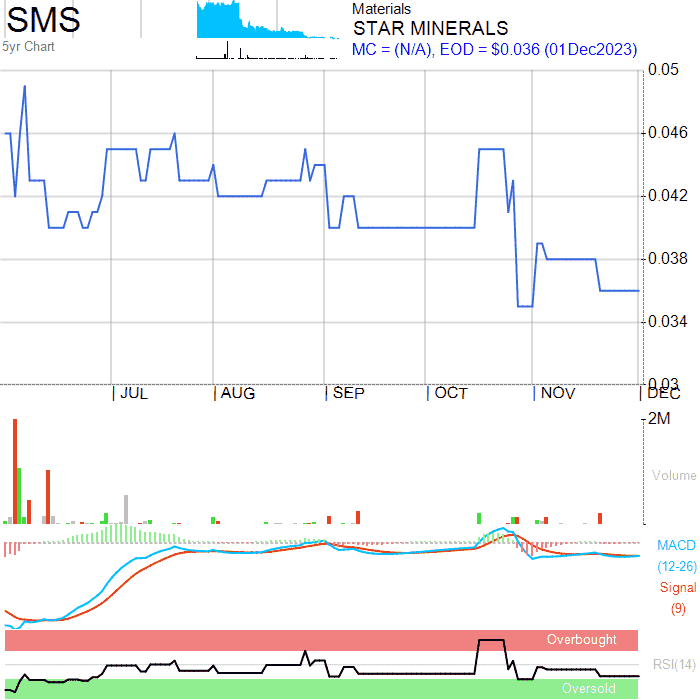 SMS
5yr Chart
Materials
STAR MINERALS
MC = (N/A), EOD = $0.036 (01Dec2023)
0.05
0.046
0.042
0.038
0.034
0.03
JUL
AUG
SEP
OCT
NOV
DEC
2M
Volume
MACD
(12-26)
Signal
(9)
Overbought
RSI(14)
Oversold